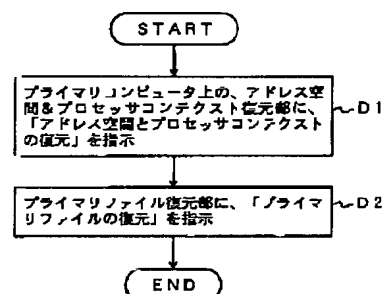 START
プライマリコンピュータ上の、アドレス空
間&プロセッサコンテクスト復元部に、
「アドレス空間とプロセッサコンテクスト
の復元」を指示
D1
プライマリファイル復元部に、「プライマ
リファイルの復元」を指示
D2
END